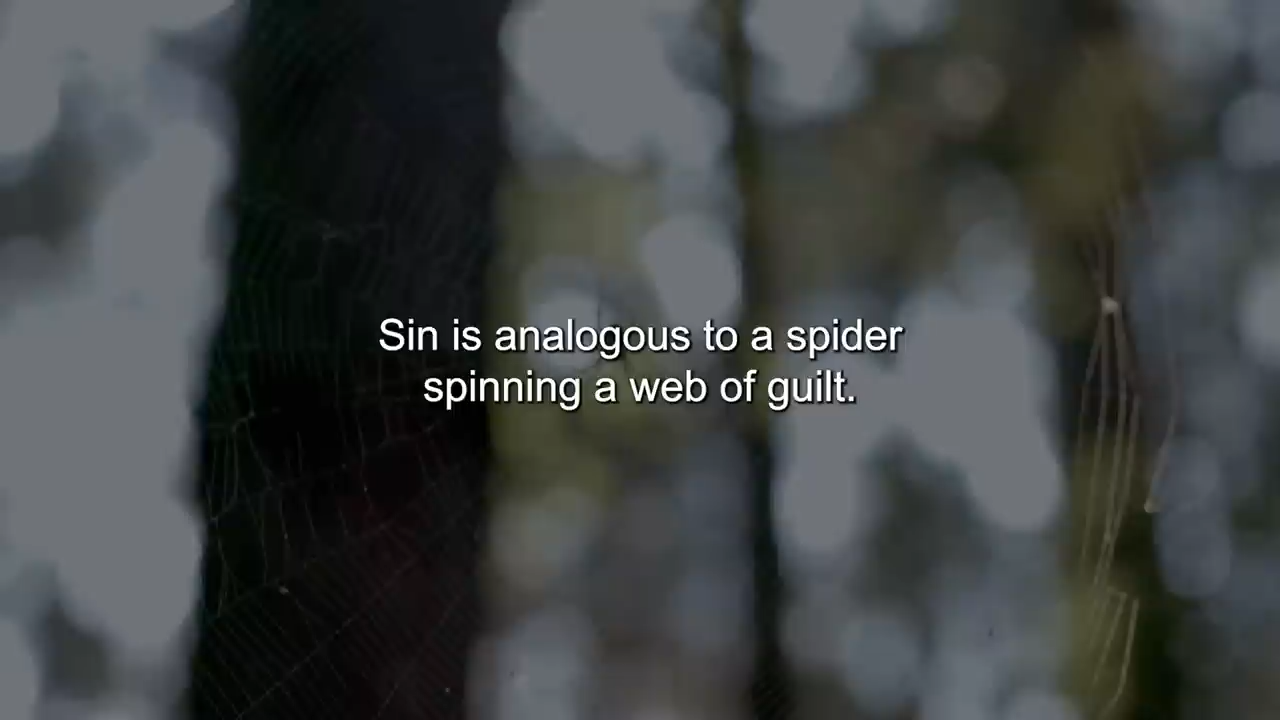 Sin is analogous to a spider
spinning a web of guilt.